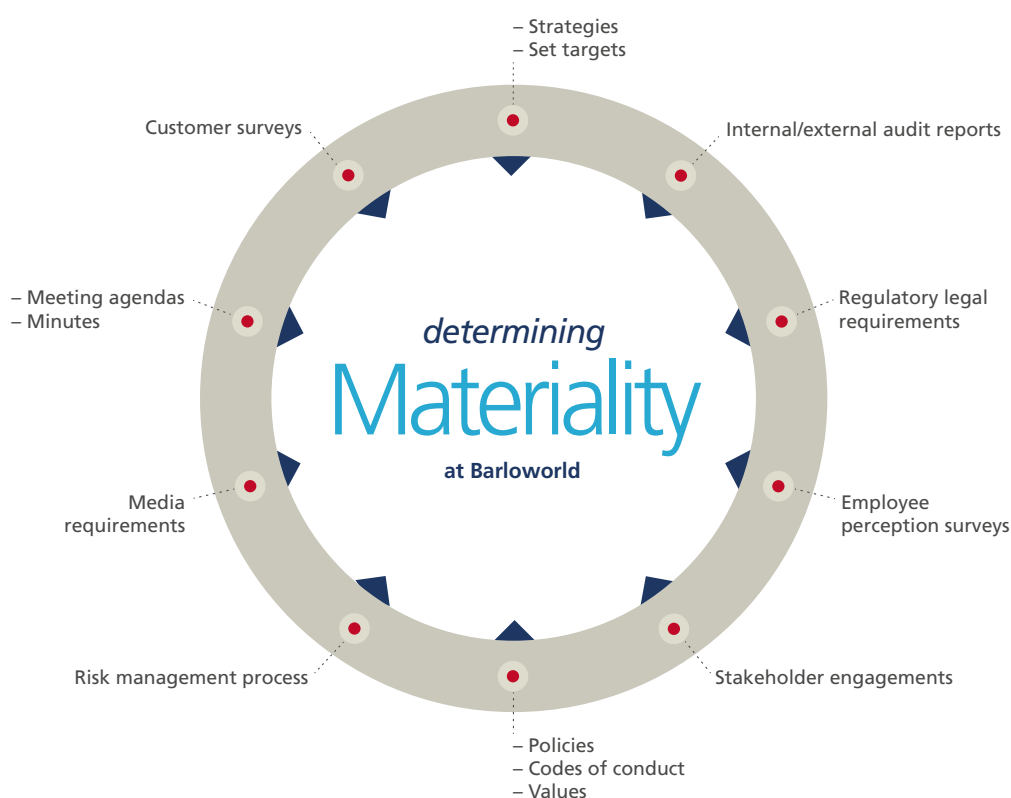 – Strategies
– Set targets
Customer surveys
Internal/external audit reports
– Meeting agendas
– Minutes
Regulatory legal
requirements
determining
Materiality
at Barloworld
Media
requirements
Employee
perception surveys
Risk management process
Stakeholder engagements
– Policies
– Codes of conduct
– Values